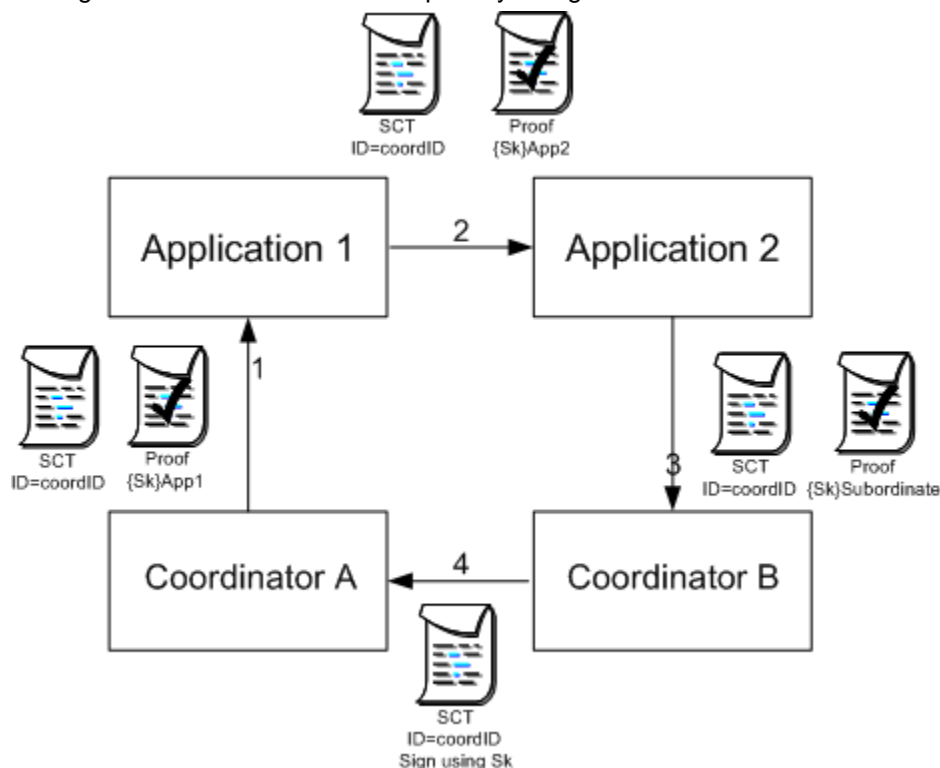 SCT
ID=coordID
Proof
{Sk}App2
Application 1
2
Application 2
1
SCT
ID=coordID
Proof
{Sk}App1
3
SCT
ID=coordID
Proof
{Sk}Subordinate
Coordinator A
4
Coordinator B
SCT
ID=coordID
Sign using Sk